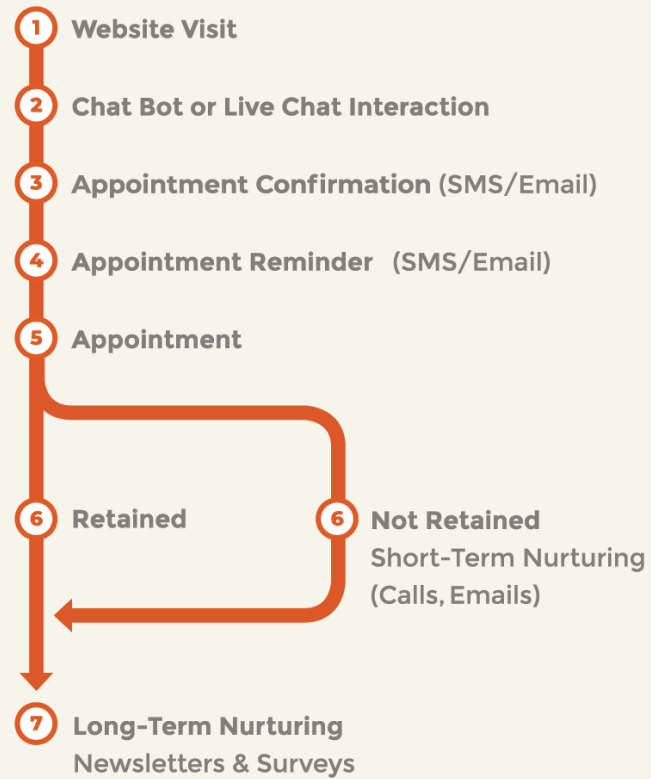 1 Website Visit
2 Chat Bot or Live Chat Interaction
3 Appointment Confirmation (SMS/Email)
4 Appointment Reminder (SMS/Email)
5 Appointment
6 Retained
6 Not Retained
Short-Term Nurturing
(Calls, Emails)
7 Long-Term Nurturing
Newsletters & Surveys